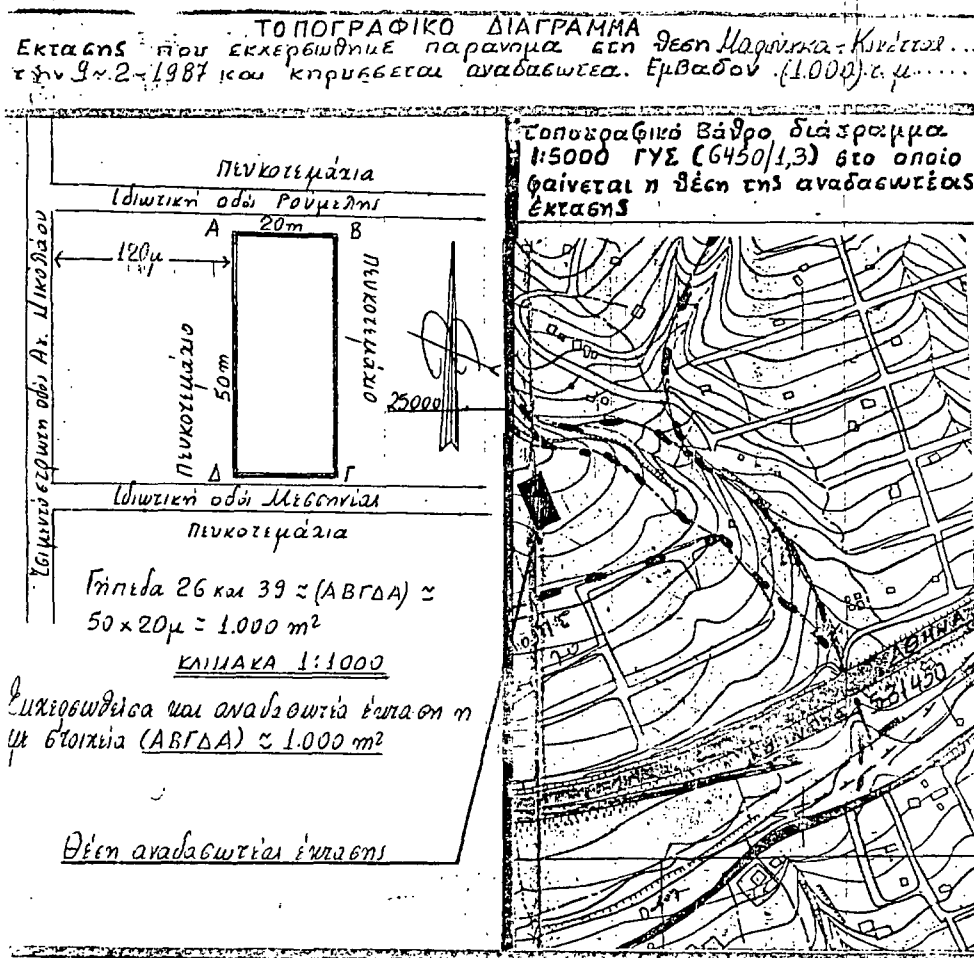 ΤΟΠΟΓΡΑΦΙΚΟ ΔΙΑΓΡΑΜΜΑ
Εκτασης που εκχερσωθηκε παρανημα στη θεση
την 9-2-1987 και κηρυσσεται αναδασωτεα. Εμβαδον (1.000) τ.μ.....
τοπογραφικό βάθρο διάγραμμα
1:5000 ΓΥΣ (6450/1,3) στο οποίο
φαίνεται η θέση της αναδασωτέας
έκτασης
Πευκοτεμάχια
Ιδιωτική οδός Ρούμελης
Α 20m Β
120μ
Τσιμεντόστρωτη οδός Αγ. Νικολάου
Πευκοτεμάχιο
50m
Πευκοτεμάχιο
25000
Δ Γ
Ιδιωτική οδός Μεσσηνίας
Πευκοτεμάχια
Γήπεδα 26 και 39 = (ΑΒΓΔΑ) =
50 x 20μ = 1.000 m²
ΚΛΙΜΑΚΑ 1:1000
Εκχερσωθείσα και αναδασωτέα έκταση η
με στοιχεία (ΑΒΓΔΑ) = 1.000 m²
Θέση αναδασωτέας έκτασης
ΑΘΗΝΑ
531450